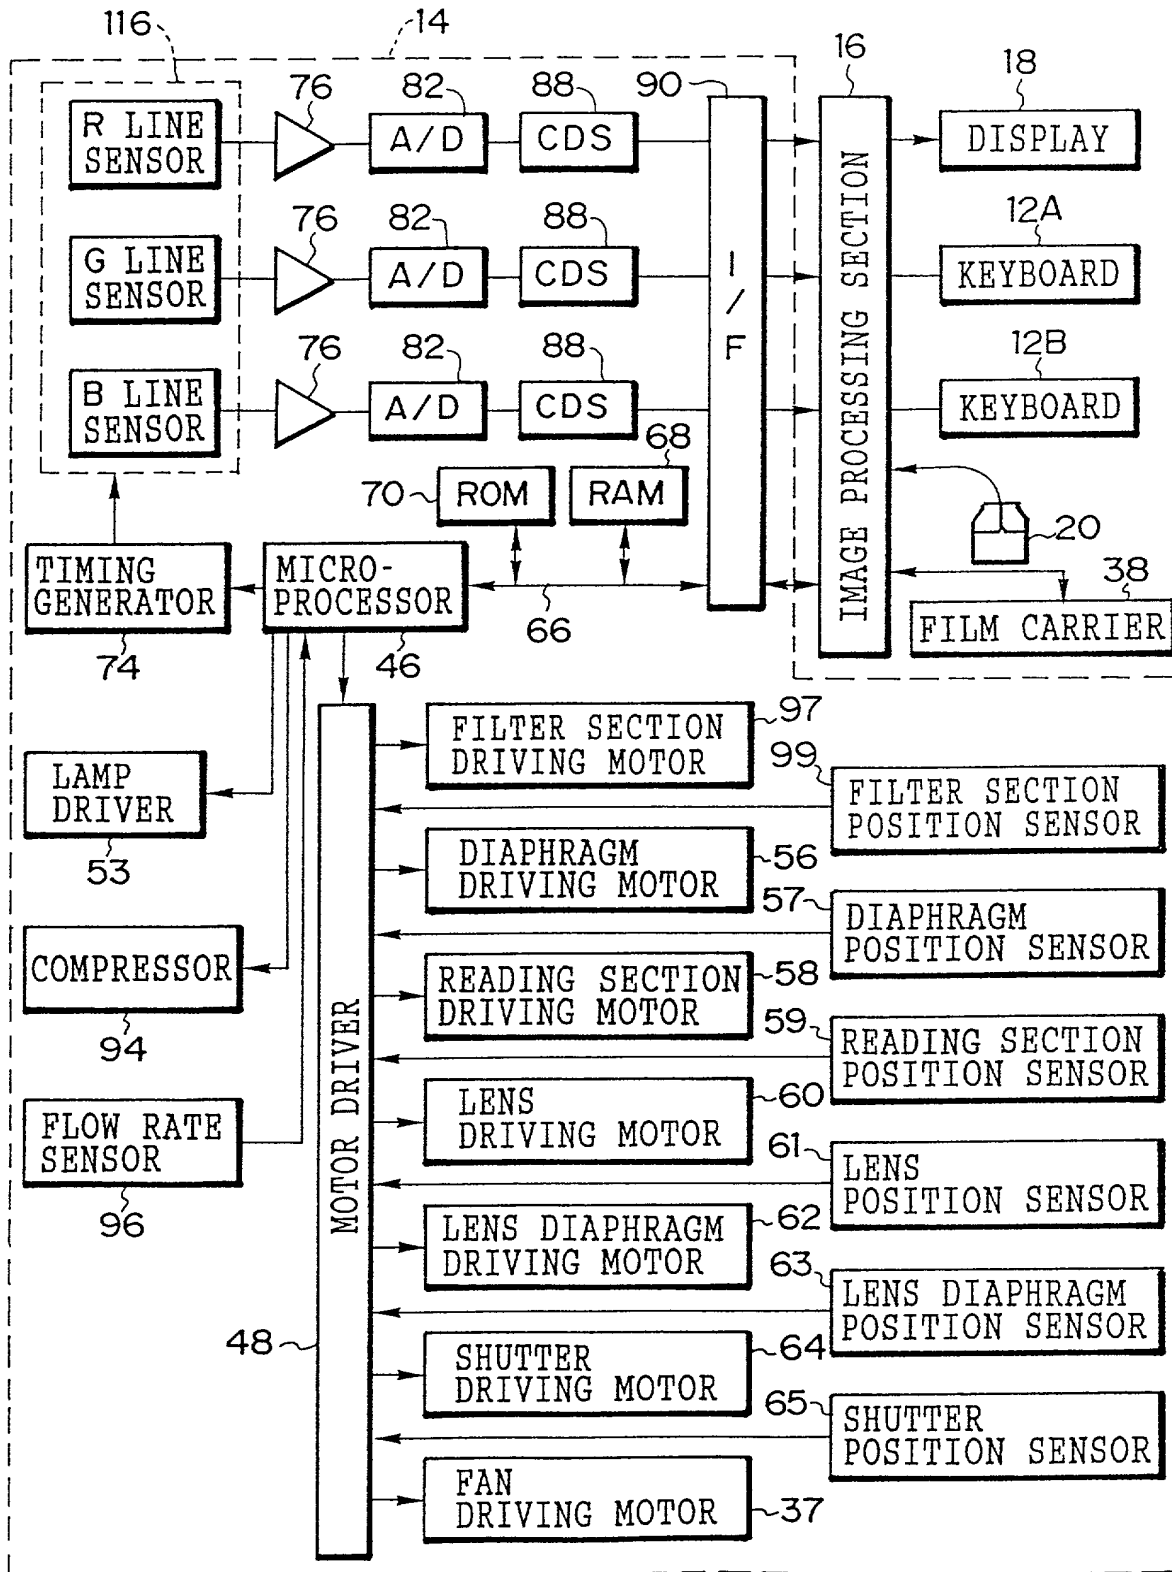 116
14
16
18
R LINE
SENSOR
76
82
A/D
88
CDS
90
DISPLAY
G LINE
SENSOR
76
82
A/D
88
CDS
I/F
IMAGE PROCESSING SECTION
12A
KEYBOARD
B LINE
SENSOR
76
82
A/D
88
CDS
12B
KEYBOARD
70
ROM
68
RAM
20
TIMING
GENERATOR
74
MICRO-
PROCESSOR
46
66
38
FILM CARRIER
LAMP
DRIVER
53
COMPRESSOR
94
FLOW RATE
SENSOR
96
MOTOR DRIVER
48
FILTER SECTION
DRIVING MOTOR
97
99
FILTER SECTION
POSITION SENSOR
DIAPHRAGM
DRIVING MOTOR
56
57
DIAPHRAGM
POSITION SENSOR
READING SECTION
DRIVING MOTOR
58
59
READING SECTION
POSITION SENSOR
LENS
DRIVING MOTOR
60
61
LENS
POSITION SENSOR
LENS DIAPHRAGM
DRIVING MOTOR
62
63
LENS DIAPHRAGM
POSITION SENSOR
SHUTTER
DRIVING MOTOR
64
65
SHUTTER
POSITION SENSOR
FAN
DRIVING MOTOR
37